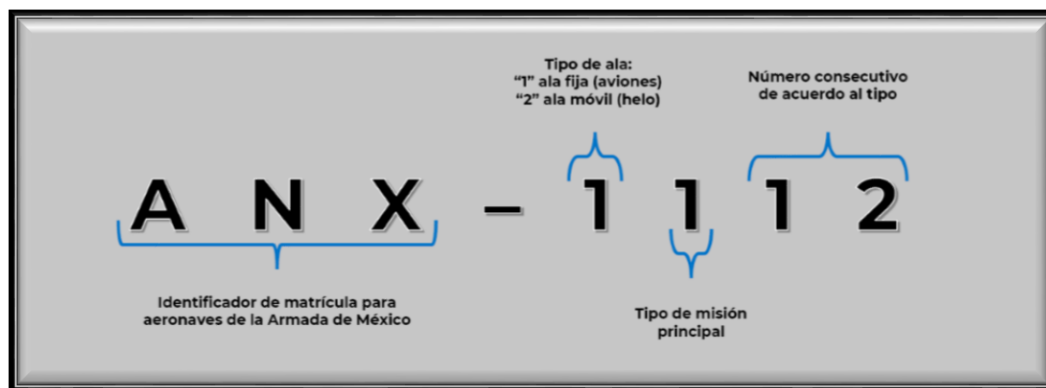 Tipo de ala:
“1” ala fija (aviones)
“2” ala móvil (helo)
Número consecutivo
de acuerdo al tipo
A N X – 1 1 1 2
Identificador de matrícula para
aeronaves de la Armada de México
Tipo de misión
principal